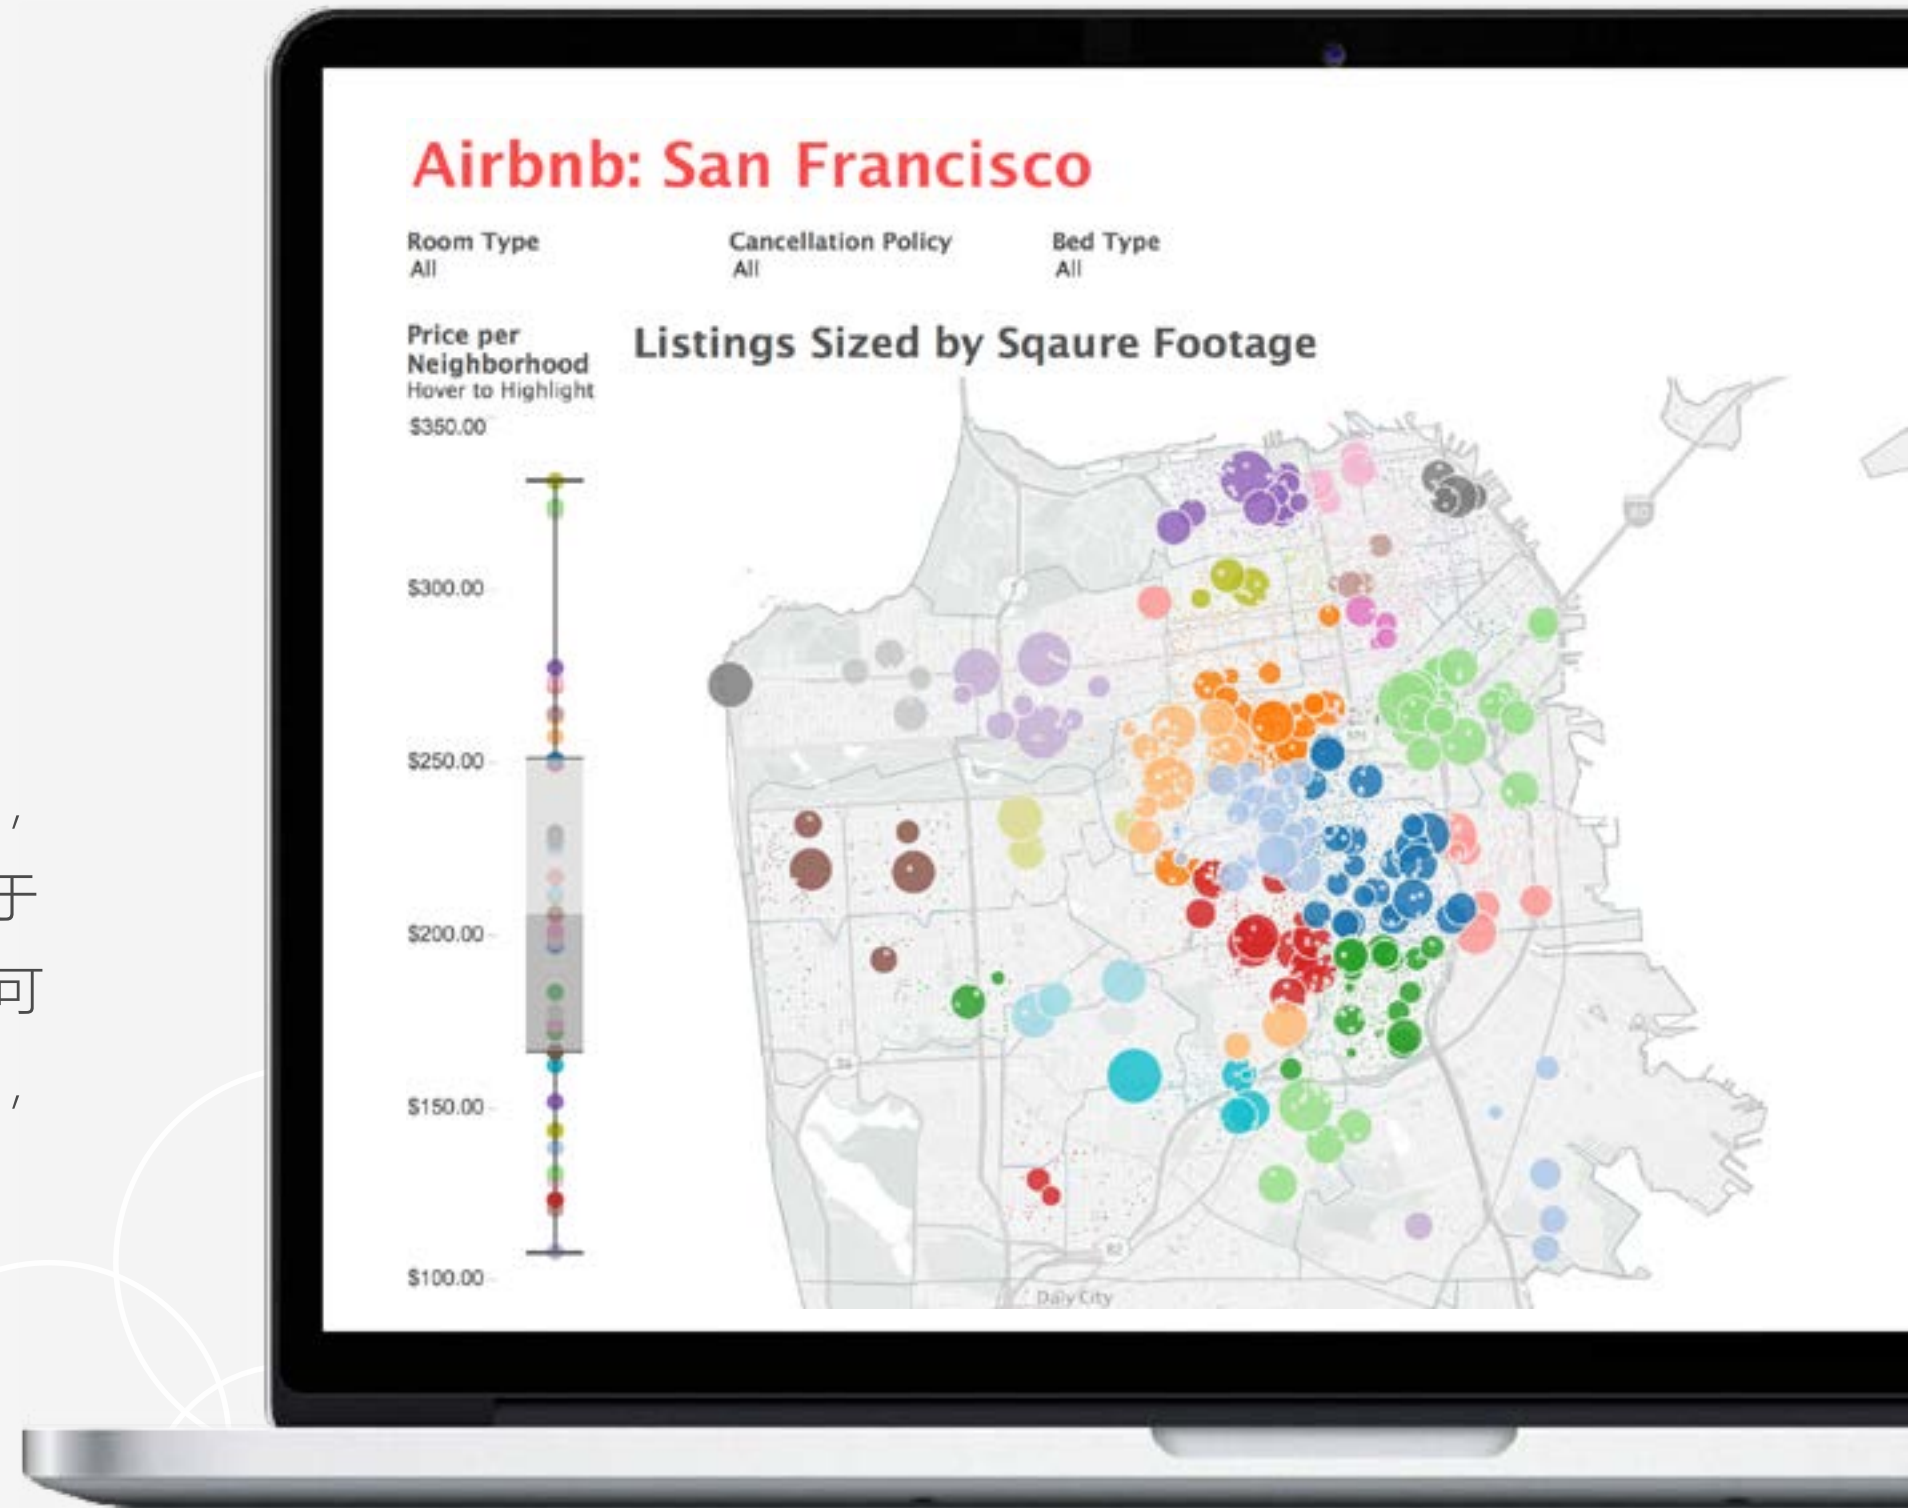 Airbnb: San Francisco
Room Type
All
Cancellation Policy
All
Bed Type
All
Price per
Neighborhood
Hover to Highlight
Listings Sized by Sqaure Footage
$350.00
$300.00
$250.00
$200.00
$150.00
$100.00
，
于
可
，
80
82
Daly City